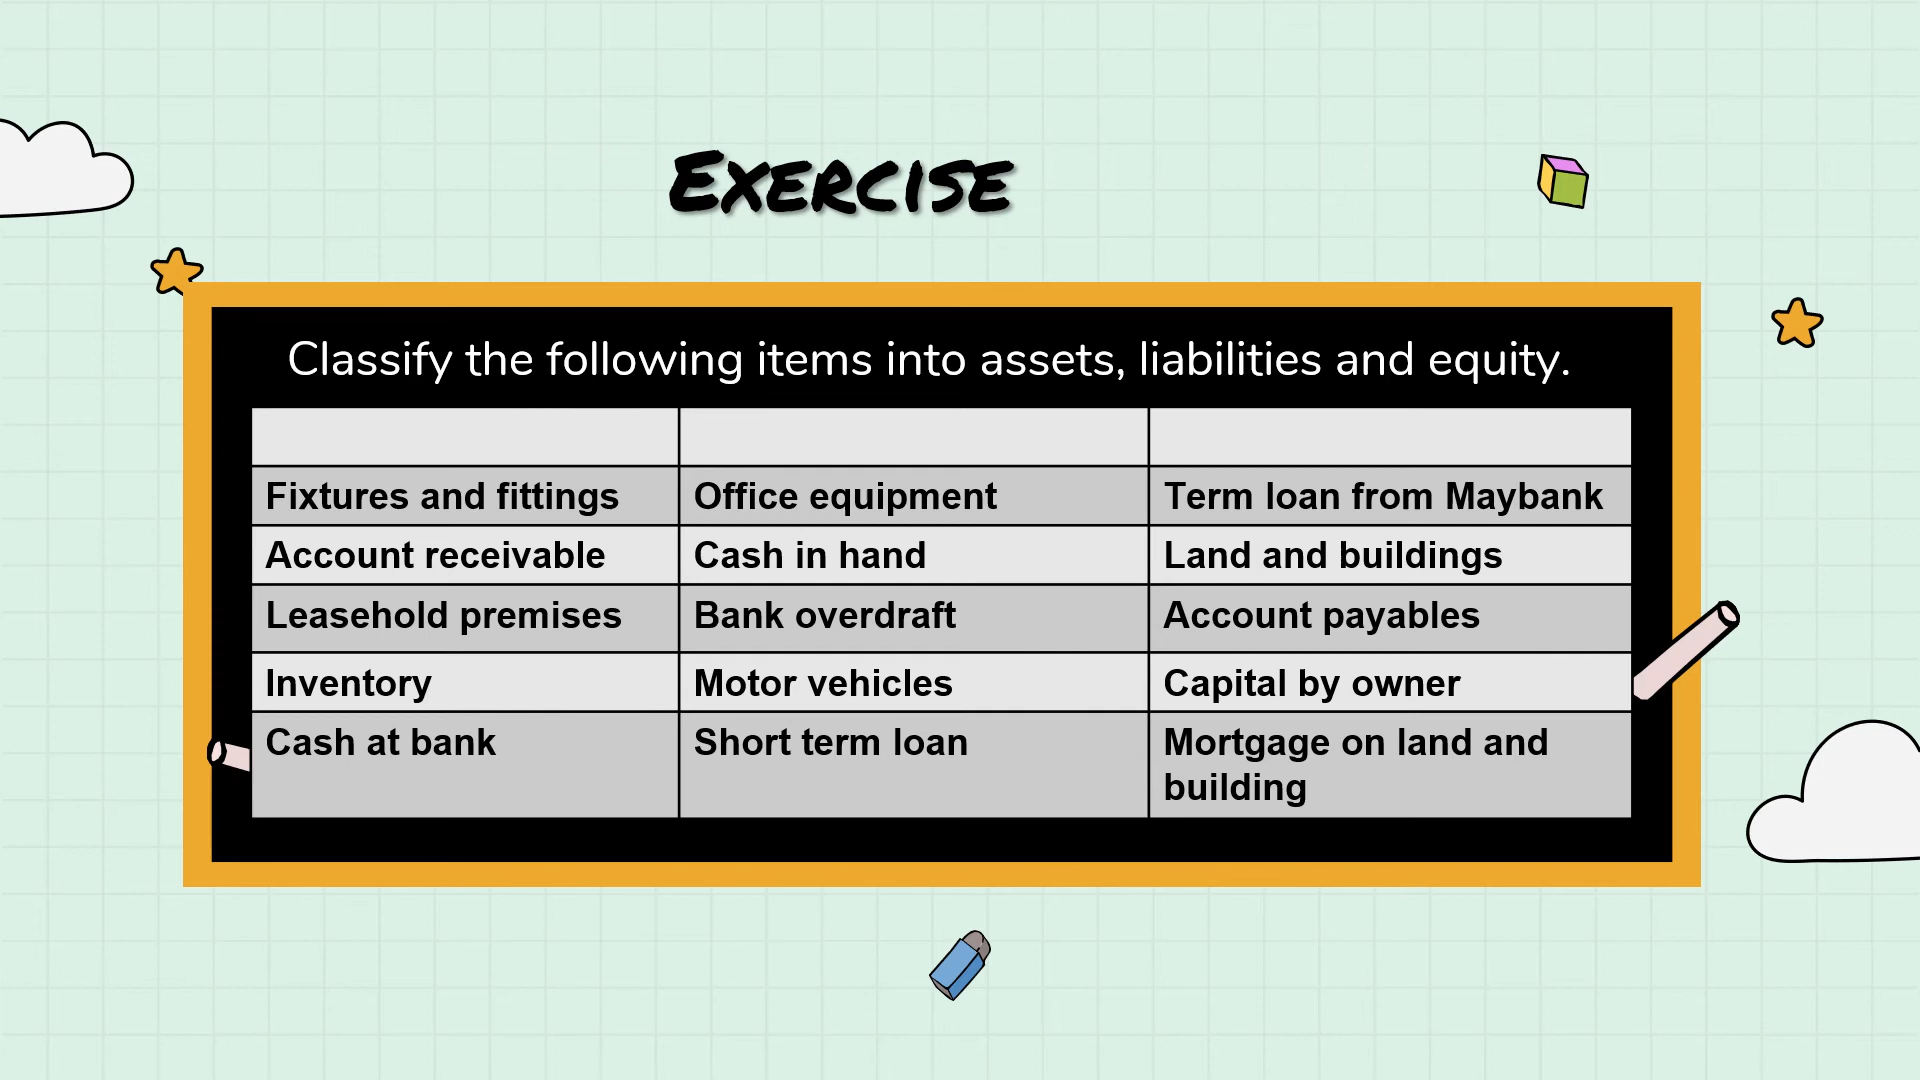 Exercise
Classify the following items into assets, liabilities and equity.
Fixtures and fittings Office equipment Term loan from Maybank
Account receivable Cash in hand Land and buildings
Leasehold premises Bank overdraft Account payables
Inventory Motor vehicles Capital by owner
Cash at bank Short term loan Mortgage on land and
building